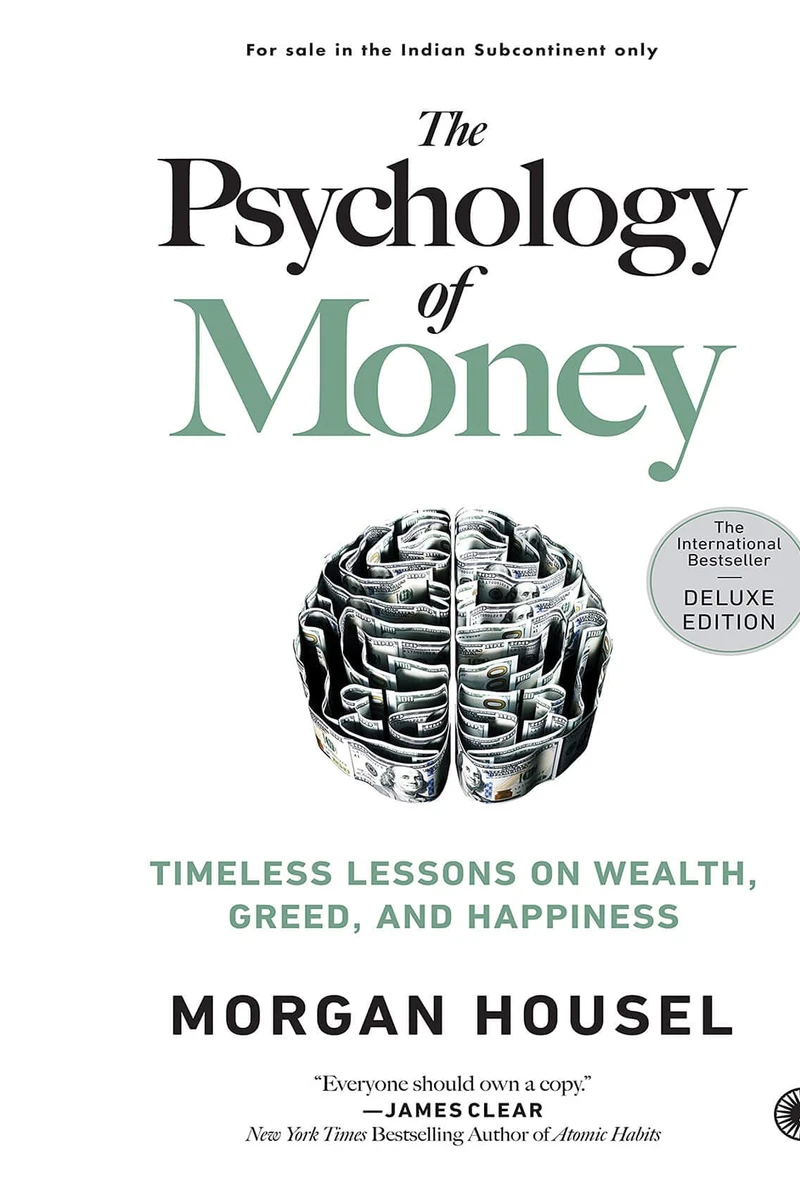 For sale in the Indian Subcontinent only
The
Psychology
of
Money
The
International
Bestseller
DELUXE
EDITION
TIMELESS LESSONS ON WEALTH,
GREED, AND HAPPINESS
MORGAN HOUSEL
“Everyone should own a copy.”
—JAMES CLEAR
New York Times Bestselling Author of Atomic Habits